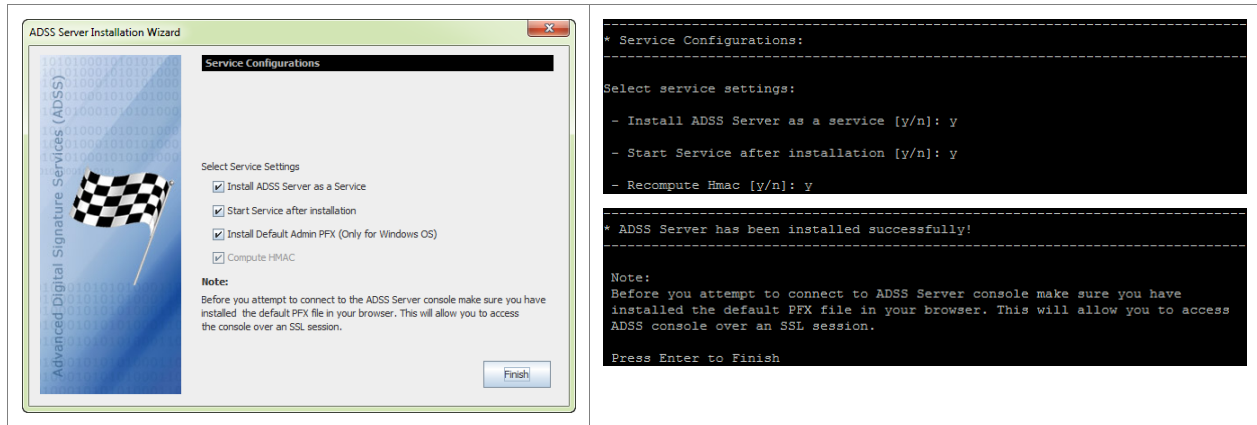 ADSS Server Installation Wizard
Advanced Digital Signature Services (ADSS)
Service Configurations
Select Service Settings
Install ADSS Server as a Service
Start Service after installation
Install Default Admin PFX (Only for Windows OS)
Compute HMAC
Note:
Before you attempt to connect to the ADSS Server console make sure you have
installed the default PFX file in your browser. This will allow you to access
the console over an SSL session.
Finish
* Service Configurations:
Select service settings:
- Install ADSS Server as a service [y/n]: y
- Start Service after installation [y/n]: y
- Recompute Hmac [y/n]: y
* ADSS Server has been installed successfully!
Note:
Before you attempt to connect to ADSS Server console make sure you have
installed the default PFX file in your browser. This will allow you to access
ADSS console over an SSL session.
Press Enter to Finish